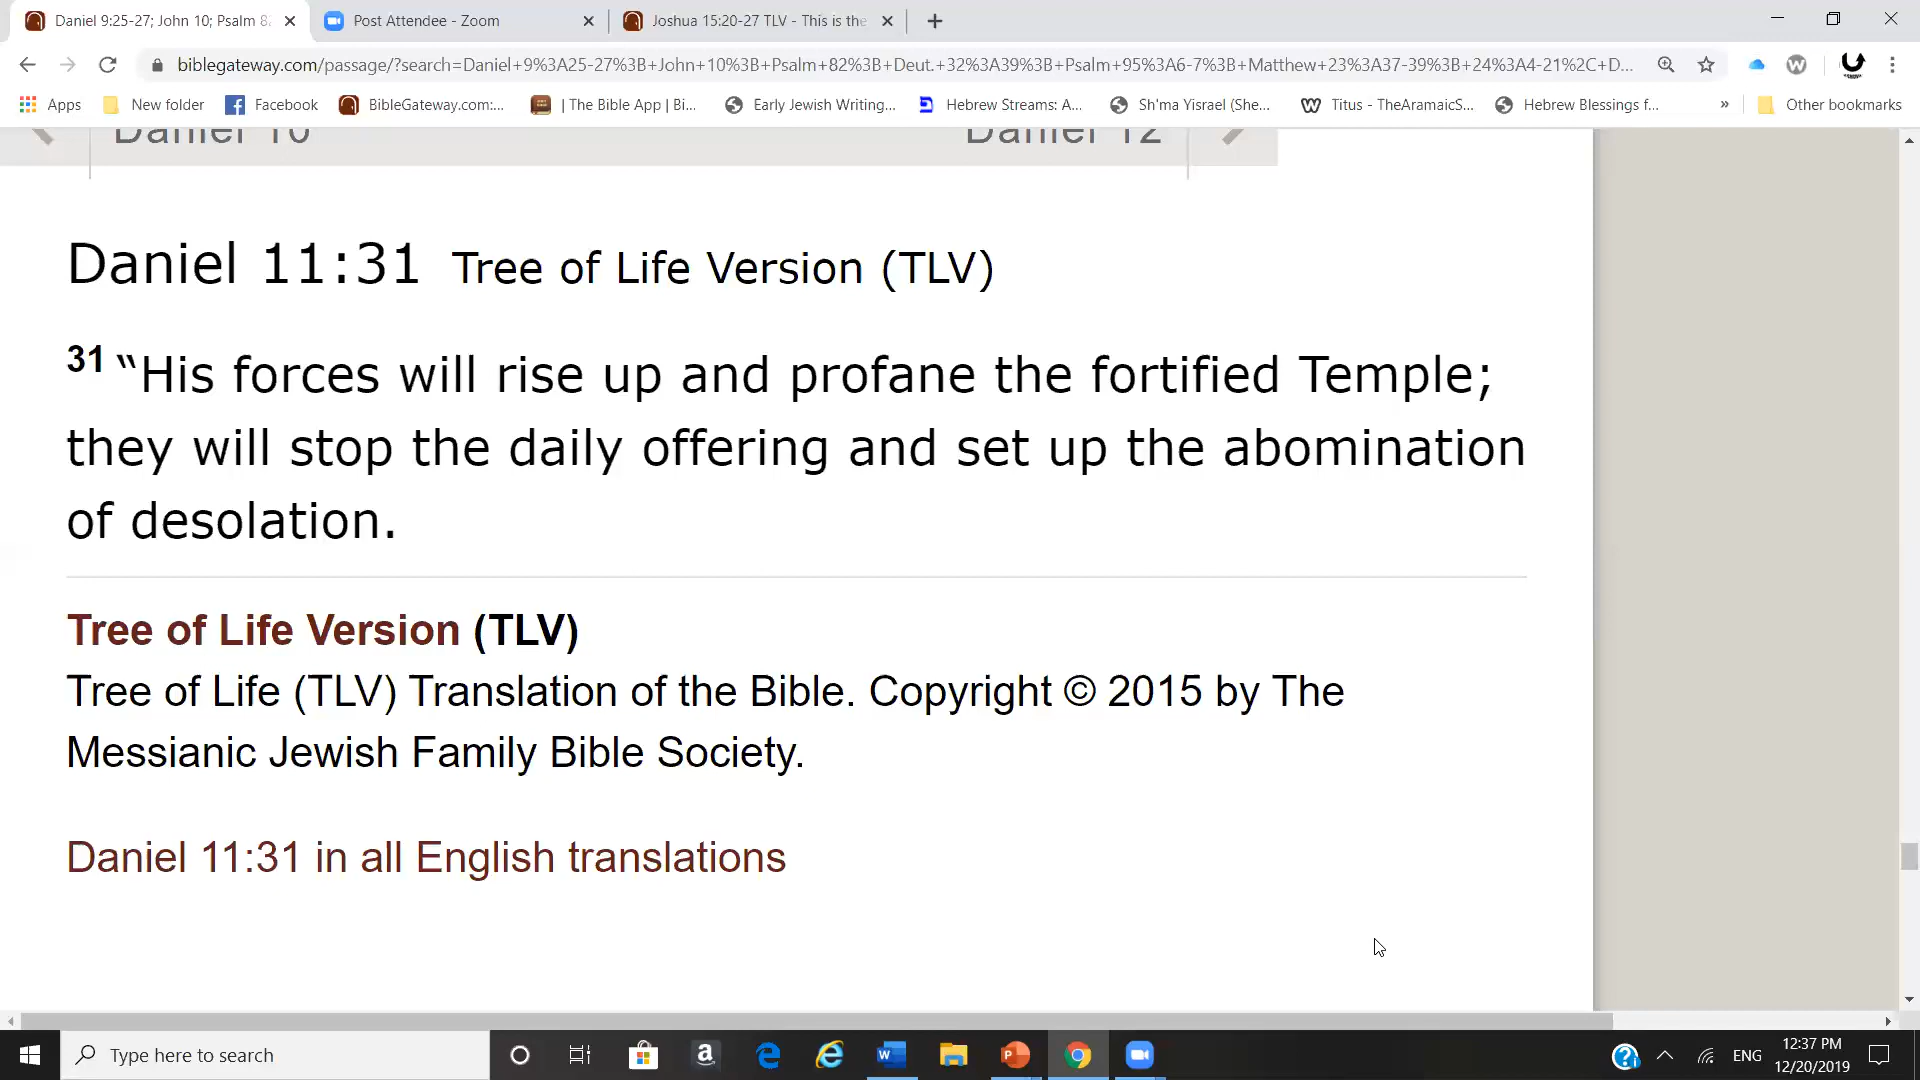 Daniel 9:25-27; John 10; Psalm 82
Post Attendee - Zoom
Joshua 15:20-27 TLV - This is the
biblegateway.com/passage/?search=Daniel+9%3A25-27%3B+John+10%3B+Psalm+82%3B+Deut.+32%3A39%3B+Psalm+95%3A6-7%3B+Matthew+23%3A37-39%3B+24%3A4-21%2C+D...
Apps
New folder
Facebook
BibleGateway.com:...
| The Bible App | Bi...
Early Jewish Writing...
Hebrew Streams: A...
Sh'ma Yisrael (She...
Titus - TheAramaicS...
Hebrew Blessings f...
»
Other bookmarks
Daniel 10
Daniel 12
Daniel 11:31 Tree of Life Version (TLV)
31 “His forces will rise up and profane the fortified Temple;
they will stop the daily offering and set up the abomination
of desolation.
Tree of Life Version (TLV)
Tree of Life (TLV) Translation of the Bible. Copyright © 2015 by The
Messianic Jewish Family Bible Society.
Daniel 11:31 in all English translations
Type here to search
ENG
12:37 PM
12/20/2019